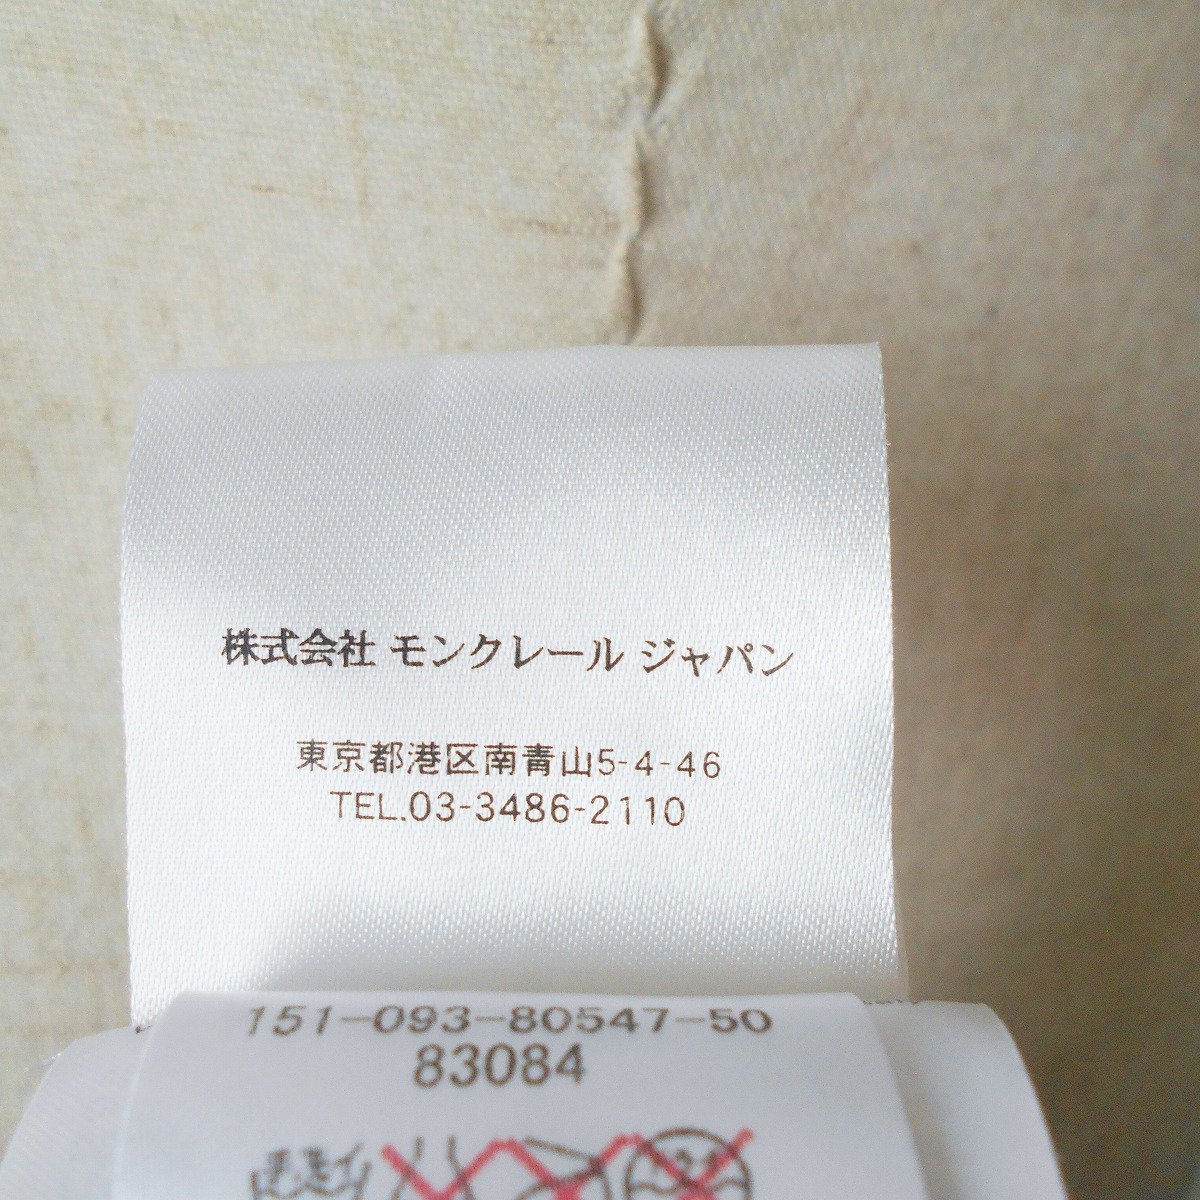 株式会社 モンクレール ジャパン
東京都港区南青山5-4-46
TEL.03-3486-2110
151-093-80547-50
83084